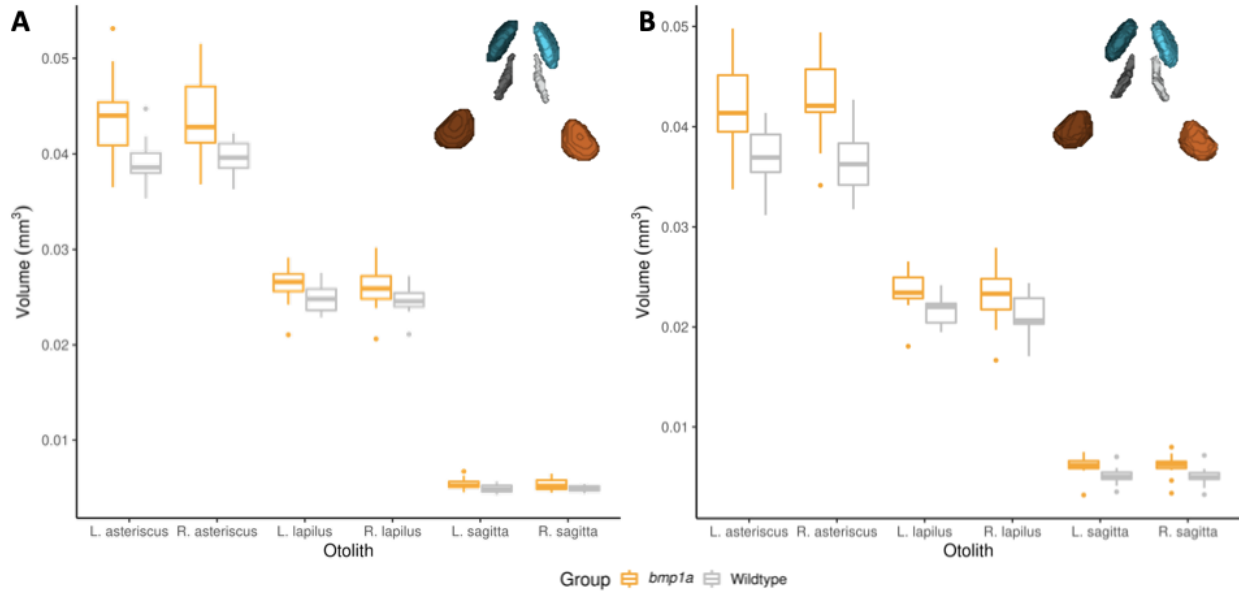 A
Volume (mm³)
0.05
0.04
0.03
0.02
0.01
L. asteriscus R. asteriscus L. lapilus R. lapilus L. sagitta R. sagitta
Otolith
B
Volume (mm³)
0.05
0.04
0.03
0.02
0.01
L. asteriscus R. asteriscus L. lapilus R. lapilus L. sagitta R. sagitta
Otolith
Group bmp1a Wildtype